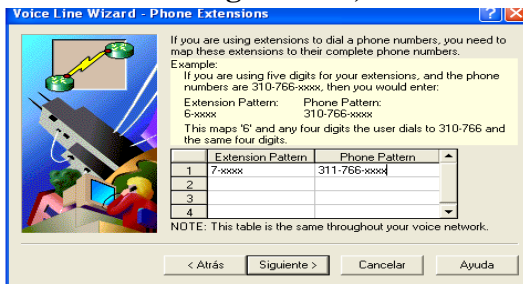 Voice Line Wizard - Phone Extensions
If you are using extensions to dial a phone numbers, you need to
map these extensions to their complete phone numbers.
Example:
If you are using five digits for your extensions, and the phone
numbers are 310-766-xxxx, then you would enter:
Extension Pattern: Phone Pattern:
6-xxxx 310-766-xxxx
This maps '6' and any four digits the user dials to 310-766 and
the same four digits.
Extension Pattern Phone Pattern
1 7-xxxx 311-766-xxxx
2
3
4
NOTE: This table is the same throughout your voice network.
< Atrás Siguiente > Cancelar Ayuda